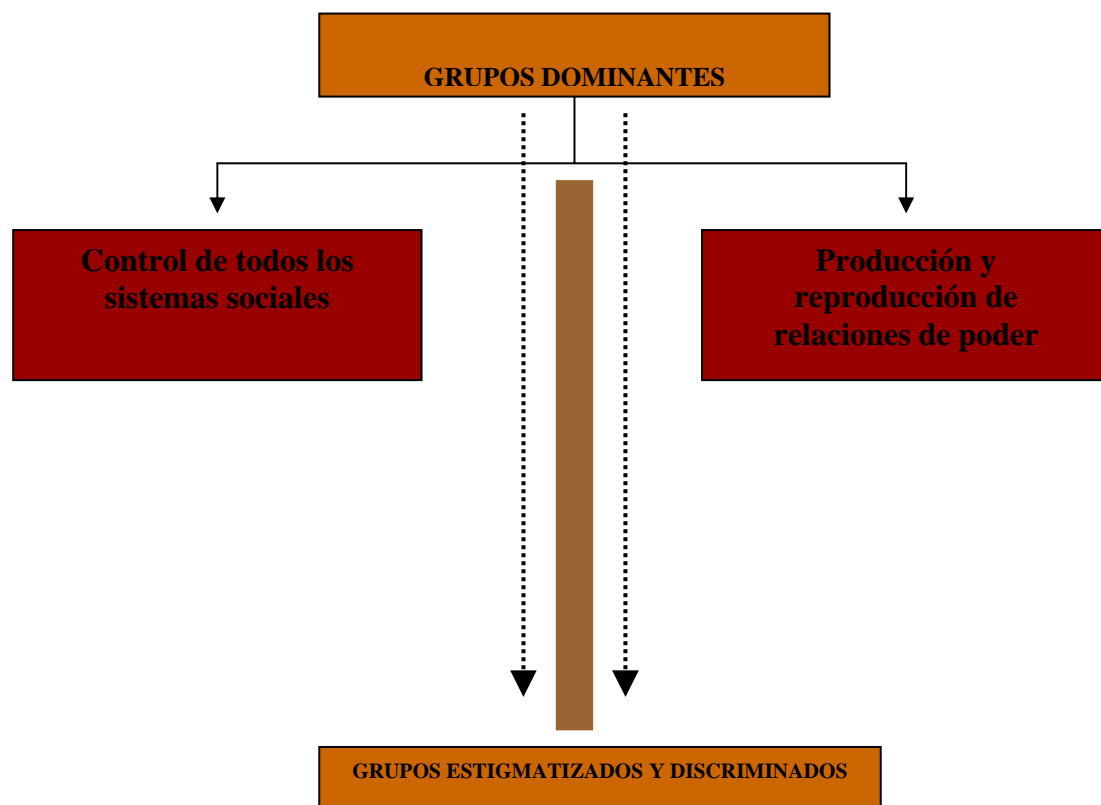 GRUPOS DOMINANTES
Control de todos los
sistemas sociales
Producción y
reproducción de
relaciones de poder
GRUPOS ESTIGMATIZADOS Y DISCRIMINADOS